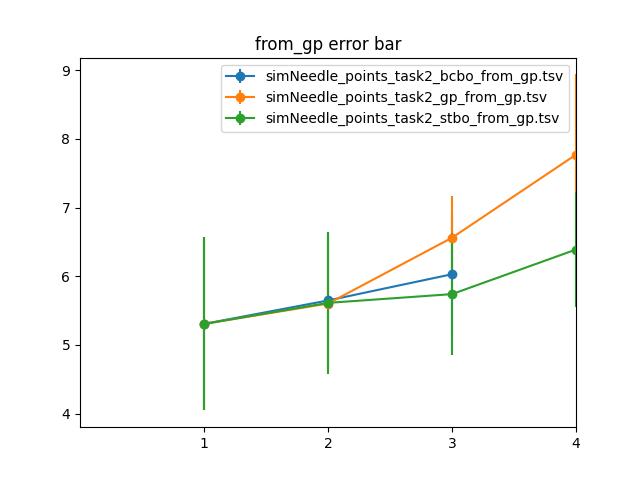 from_gp error bar
simNeedle_points_task2_bcbo_from_gp.tsv
simNeedle_points_task2_gp_from_gp.tsv
simNeedle_points_task2_stbo_from_gp.tsv
9
8
7
6
5
4
1 2 3 4